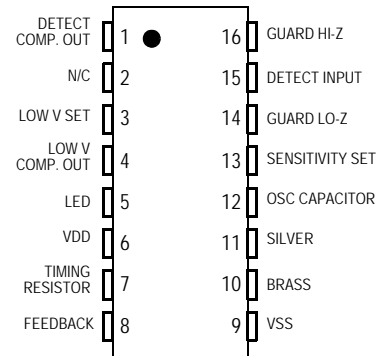 DETECT
COMP. OUT 1 16 GUARD HI-Z
N/C 2 15 DETECT INPUT
LOW V SET 3 14 GUARD LO-Z
LOW V
COMP. OUT 4 13 SENSITIVITY SET
LED 5 12 OSC CAPACITOR
VDD 6 11 SILVER
TIMING
RESISTOR 7 10 BRASS
FEEDBACK 8 9 VSS